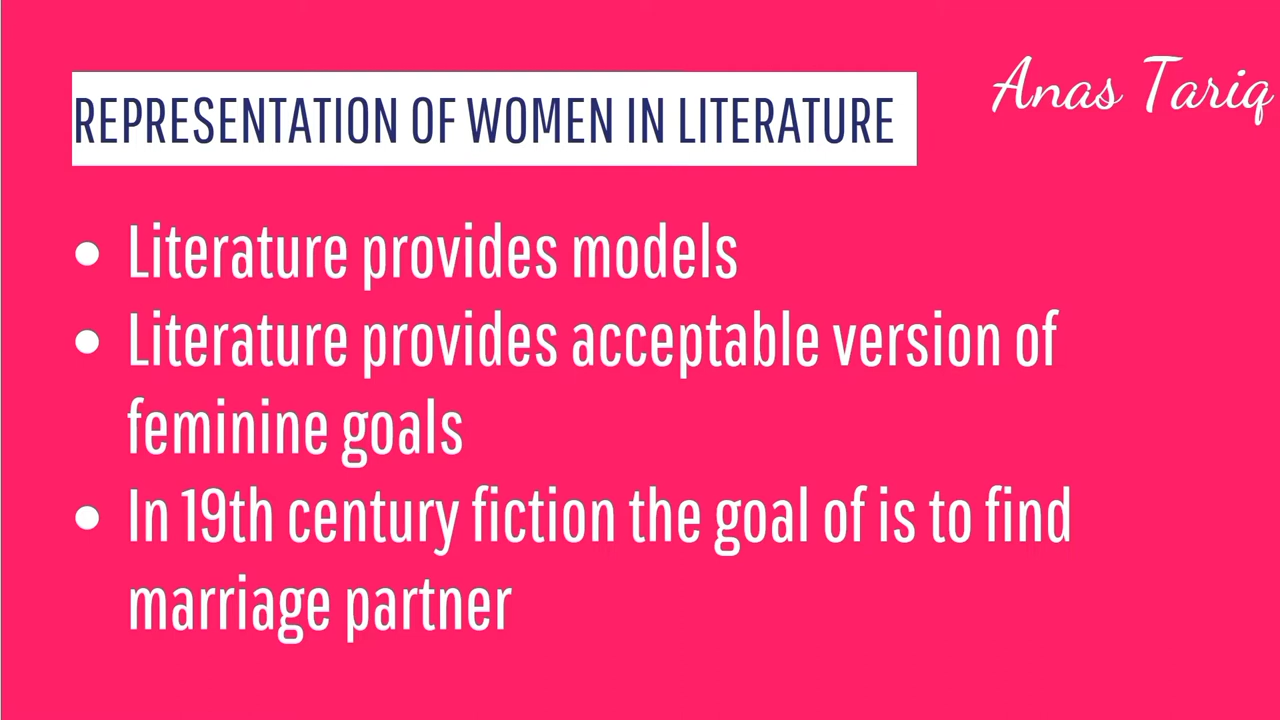 REPRESENTATION OF WOMEN IN LITERATURE
Anas Tariq
• Literature provides models
• Literature provides acceptable version of
feminine goals
• In 19th century fiction the goal of is to find
marriage partner